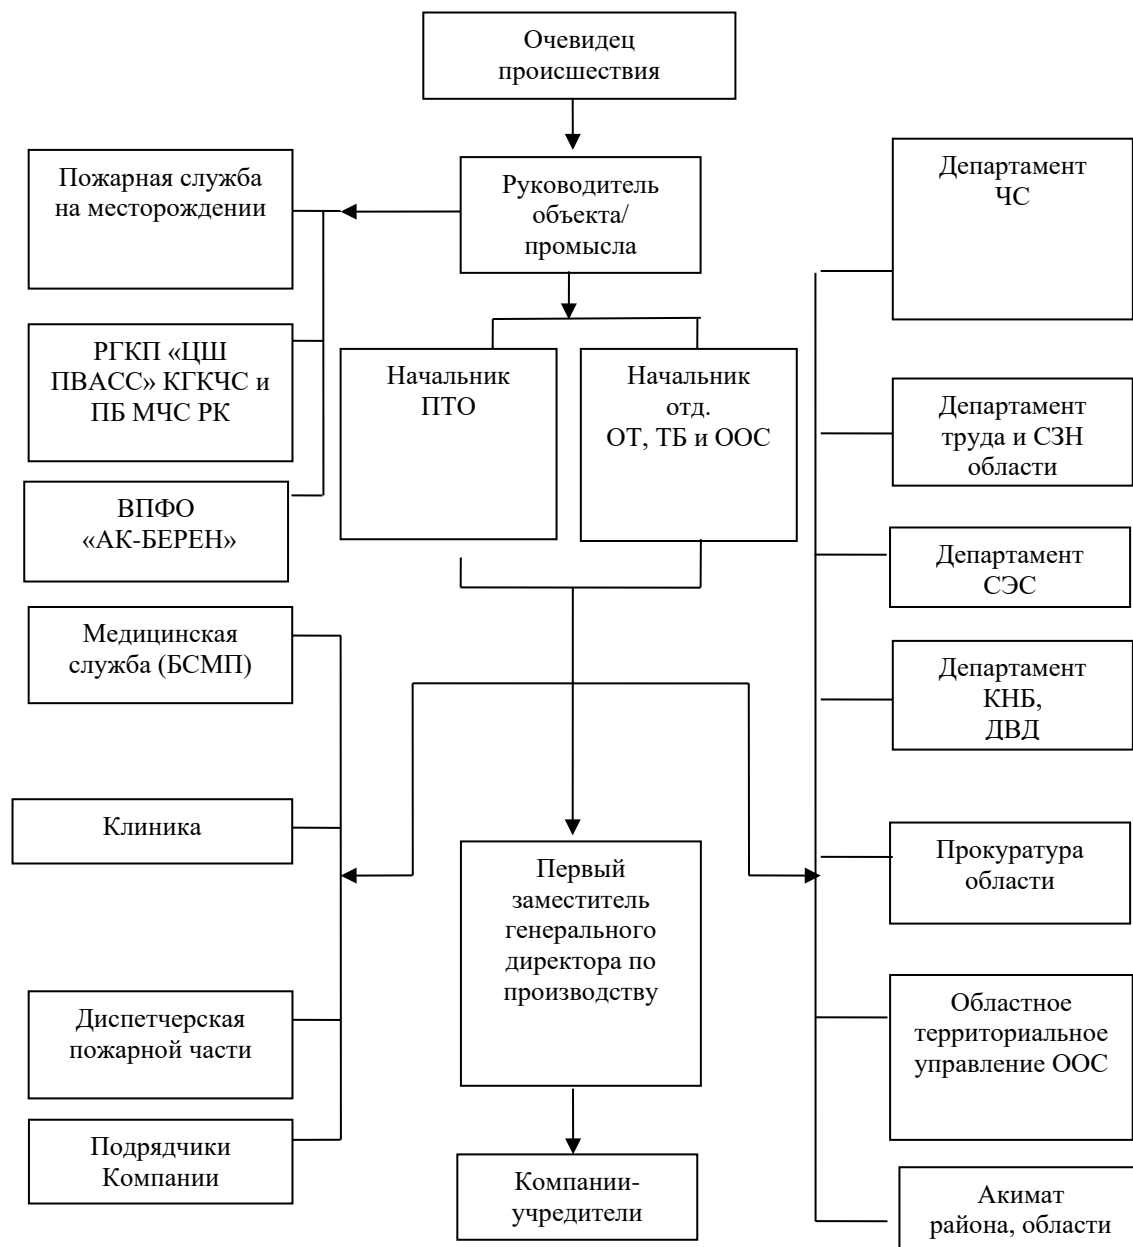 Очевидец
происшествия
Руководитель
объекта/
промысла
Пожарная служба
на месторождении
РГКП «ЦШ
ПВАСС» КГКЧС и
ПБ МЧС РК
ВПФО
«АК-БЕРЕН»
Начальник
ПТО
Начальник
отд.
ОТ, ТБ и ООС
Медицинская
служба (БСМП)
Клиника
Диспетчерская
пожарной части
Подрядчики
Компании
Первый
заместитель
генерального
директора по
производству
Компании-
учредители
Департамент
ЧС
Департамент
труда и СЗН
области
Департамент
СЭС
Департамент
КНБ,
ДВД
Прокуратура
области
Областное
территориальное
управление ООС
Акимат
района, области